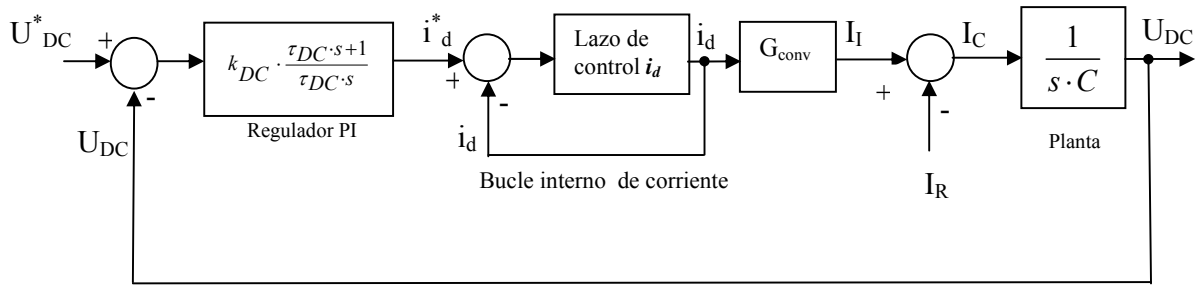 U*DC
+
-
UDC
kDC · τDC·s+1 / τDC·s
Regulador PI
i*d
+
-
id
Lazo de
control id
id
Bucle interno de corriente
Gconv
II
+
-
IR
IC
1 / s · C
Planta
UDC